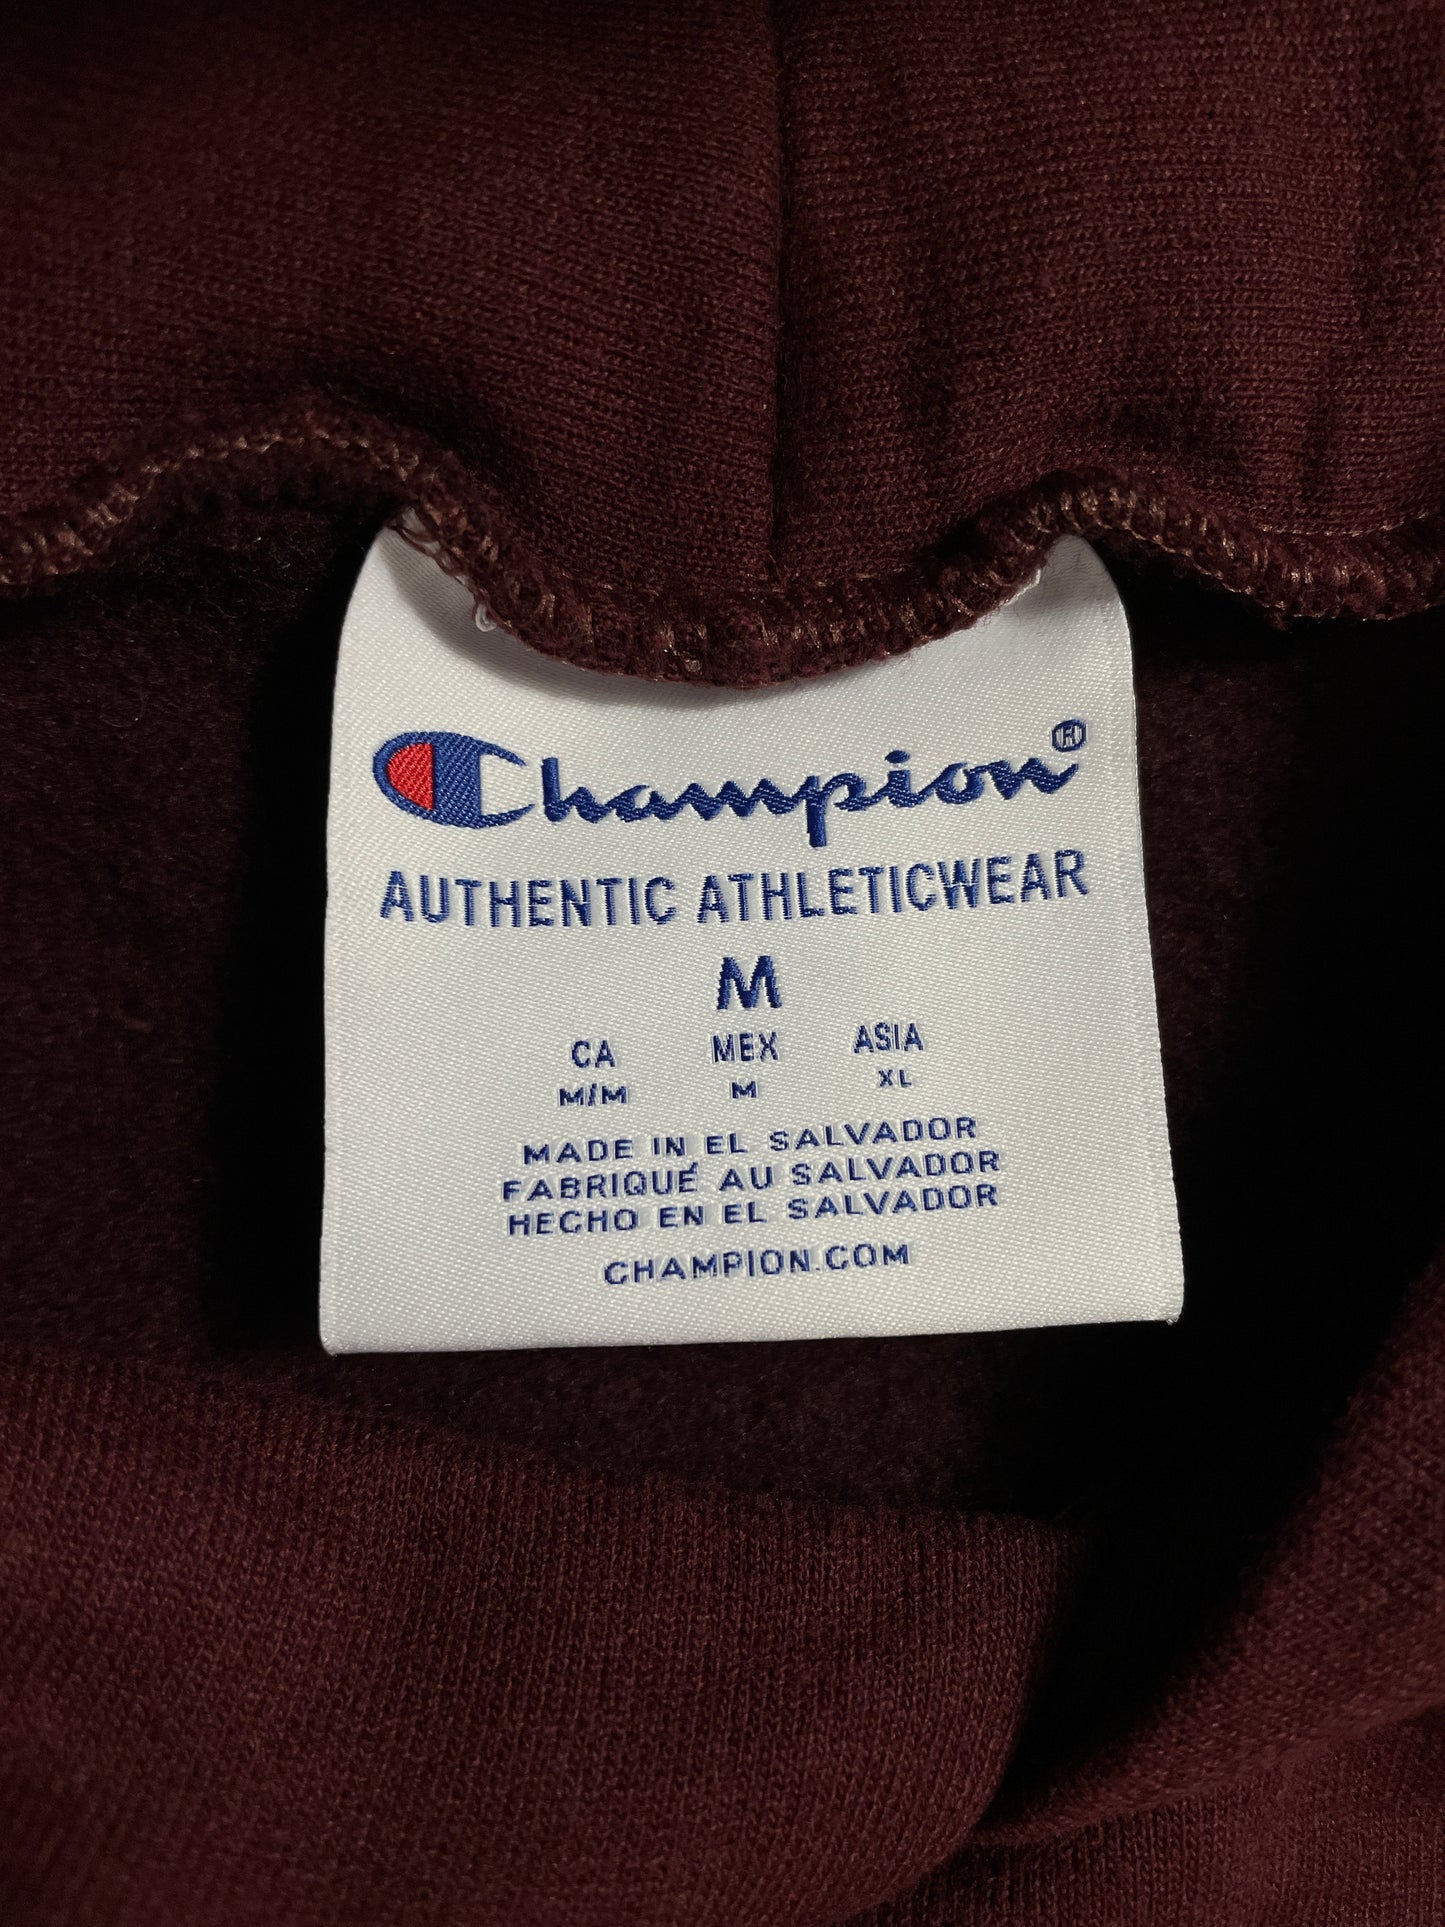 Champion®
AUTHENTIC ATHLETICWEAR
M
CA MEX ASIA
M/M M XL
MADE IN EL SALVADOR
FABRIQUÉ AU SALVADOR
HECHO EN EL SALVADOR
CHAMPION.COM